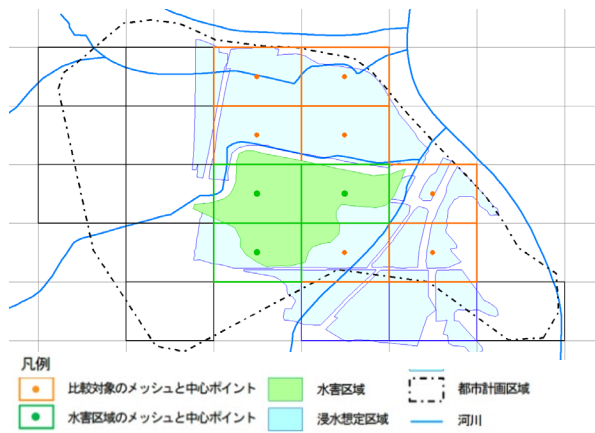 凡例
比較対象のメッシュと中心ポイント
水害区域
都市計画区域
水害区域のメッシュと中心ポイント
浸水想定区域
河川